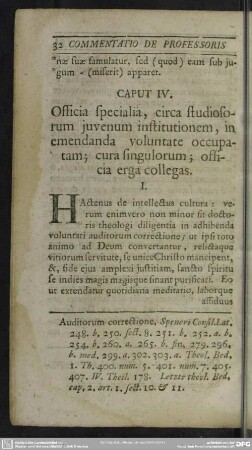 32 COMMENTATIO DE PROFESSORIS
næ suæ famulatur, sed (quod) eam sub ju-
gum - (miserit) apparet.
CAPUT IV.
Officia specialia, circa studioso-
rum juvenum institutionem, in
emendanda voluntate occupa-
tam; cura singulorum; offi-
cia erga collegas.
I.
HActenus de intellectus cultura: ve-
rum enimvero non minor sit docto-
ris theologi diligentia in adhibenda
voluntati auditorum correctione; ut ipsi toto
animo ad Deum convertantur, relictaque
vitiorum servitute, se unice Christo mancipent,
&, fide ejus amplexi justitiam, sancto spiritu
se indies magis magisque sinant purificari. Eo
ut extendatur quotidiana meditatio, laborque
assiduus
Auditorum correctione, Speneri Consil. Lat.
248. b. 250. sect. 8. 251. b. 252. a. b.
254. b. 260. a. 265. b. fin. 279. 296.
b. med. 299. a. 302. 303. a. Theol. Bed.
1. Th. 400. num. 5. 401. num. 7. 405.
407. IV. Theil. 178. Letzte theol. Bed.
cap. 2. art. 1. sect. 10. & 11.